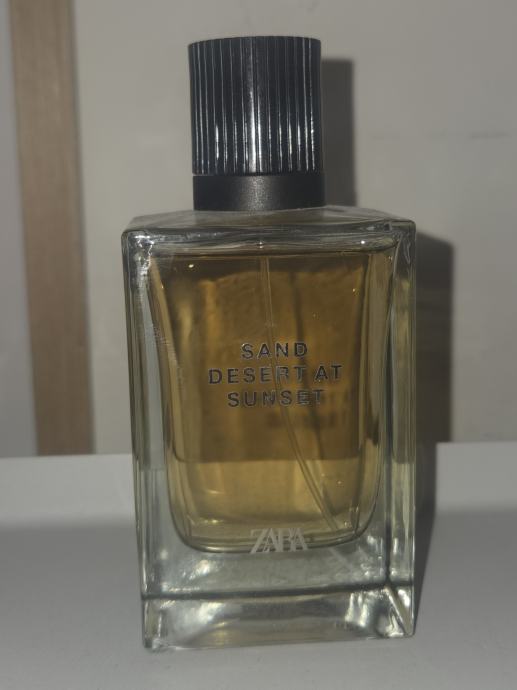 SAND
DESERT AT
SUNSET
ZARA